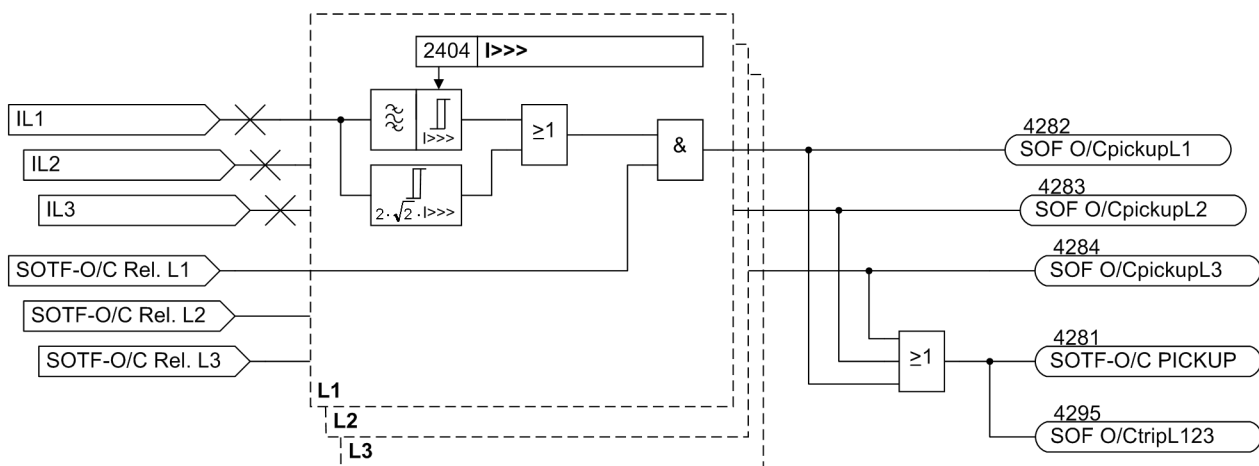 2404 I>>>
IL1
I>>>
≥1
&
4282
SOF O/CpickupL1
IL2
2·√2·I>>>
4283
SOF O/CpickupL2
IL3
4284
SOTF-O/C Rel. L1
SOF O/CpickupL3
SOTF-O/C Rel. L2
4281
SOTF-O/C Rel. L3
≥1
SOTF-O/C PICKUP
L1
L2
4295
SOF O/CtripL123
L3